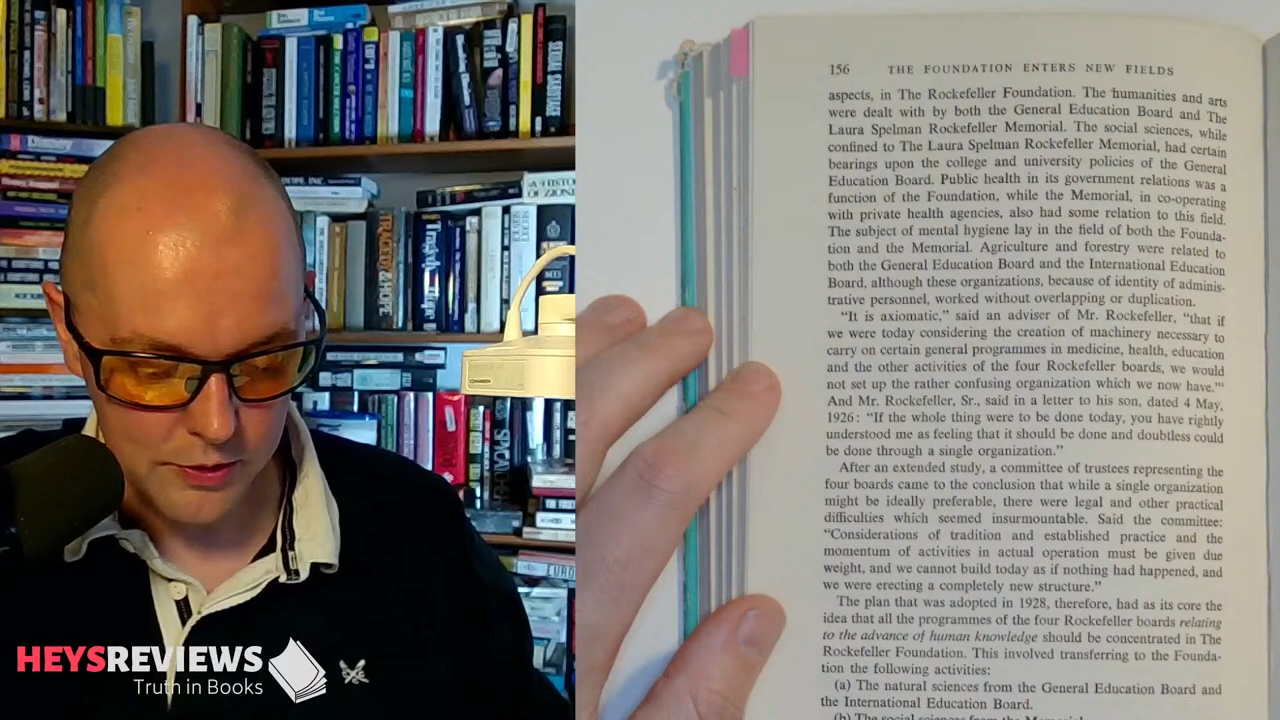 A HISTO
OF ZION
SEXUAL SABOTAGE
TRAGEDY & HOPE
SPYCATCHER
HEYSREVIEWS
Truth in Books
156 THE FOUNDATION ENTERS NEW FIELDS
aspects, in The Rockefeller Foundation. The humanities and arts
were dealt with by both the General Education Board and The
Laura Spelman Rockefeller Memorial. The social sciences, while
confined to The Laura Spelman Rockefeller Memorial, had certain
bearings upon the college and university policies of the General
Education Board. Public health in its government relations was a
function of the Foundation, while the Memorial, in co-operating
with private health agencies, also had some relation to this field.
The subject of mental hygiene lay in the field of both the Founda-
tion and the Memorial. Agriculture and forestry were related to
both the General Education Board and the International Education
Board, although these organizations, because of identity of adminis-
trative personnel, worked without overlapping or duplication.
"It is axiomatic," said an adviser of Mr. Rockefeller, "that if
we were today considering the creation of machinery necessary to
carry on certain general programmes in medicine, health, education
and the other activities of the four Rockefeller boards, we would
not set up the rather confusing organization which we now have."¹
And Mr. Rockefeller, Sr., said in a letter to his son, dated 4 May,
1926: "If the whole thing were to be done today, you have rightly
understood me as feeling that it should be done and doubtless could
be done through a single organization."
After an extended study, a committee of trustees representing the
four boards came to the conclusion that while a single organization
might be ideally preferable, there were legal and other practical
difficulties which seemed insurmountable. Said the committee:
"Considerations of tradition and established practice and the
momentum of activities in actual operation must be given due
weight, and we cannot build today as if nothing had happened, and
we were erecting a completely new structure."
The plan that was adopted in 1928, therefore, had as its core the
idea that all the programmes of the four Rockefeller boards relating
to the advance of human knowledge should be concentrated in The
Rockefeller Foundation. This involved transferring to the Founda-
tion the following activities:
(a) The natural sciences from the General Education Board and
the International Education Board.
(b) The social sciences from the Memorial